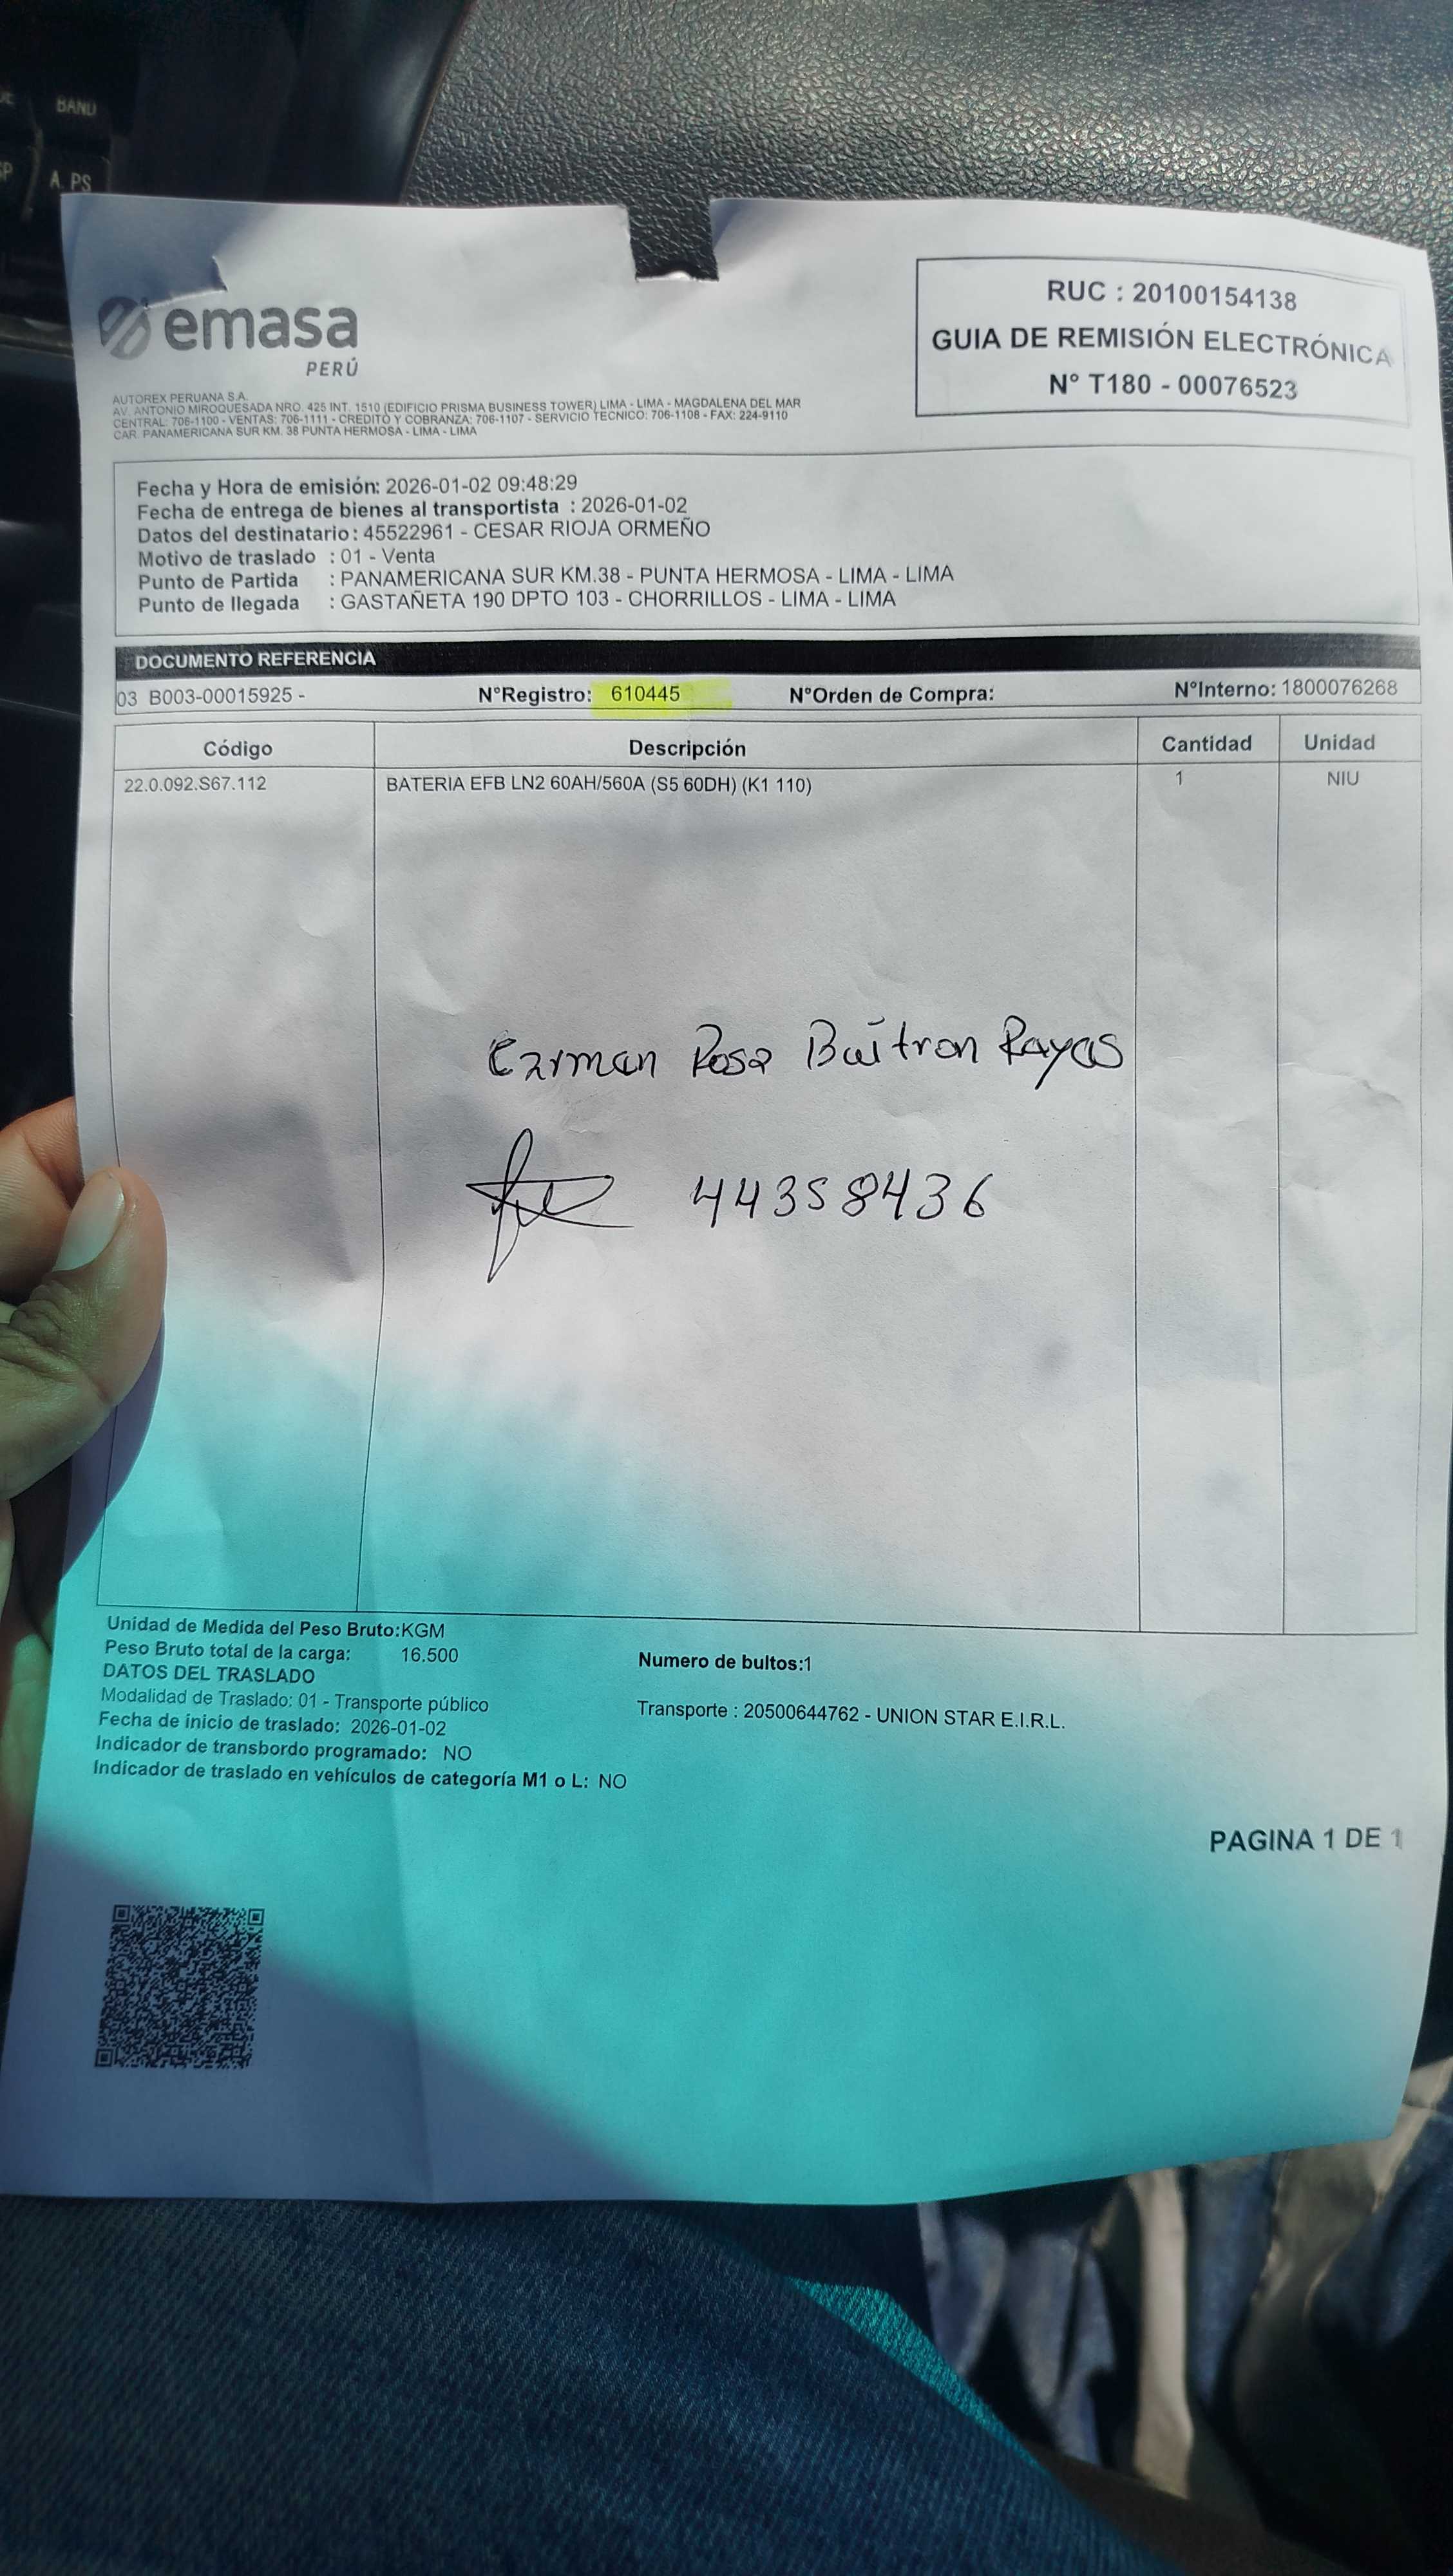 BAND
A. PS
emasa
PERÚ
RUC : 20100154138
GUIA DE REMISIÓN ELECTRÓNICA
N° T180 - 00076523
AUTOREX PERUANA S.A.
AV. ANTONIO MIROQUESADA NRO. 425 INT. 1510 (EDIFICIO PRISMA BUSINESS TOWER) LIMA - LIMA - MAGDALENA DEL MAR
CENTRAL: 706-1100 - VENTAS: 706-1111 - CREDITO Y COBRANZA: 706-1107 - SERVICIO TECNICO: 706-1108 - FAX: 224-9110
CAR. PANAMERICANA SUR KM. 38 PUNTA HERMOSA - LIMA - LIMA
Fecha y Hora de emisión: 2026-01-02 09:48:29
Fecha de entrega de bienes al transportista : 2026-01-02
Datos del destinatario : 45522961 - CESAR RIOJA ORMEÑO
Motivo de traslado : 01 - Venta
Punto de Partida : PANAMERICANA SUR KM.38 - PUNTA HERMOSA - LIMA - LIMA
Punto de llegada : GASTAÑETA 190 DPTO 103 - CHORRILLOS - LIMA - LIMA
DOCUMENTO REFERENCIA
03 B003-00015925 - N°Registro: 610445 N°Orden de Compra: N°Interno: 1800076268
Código Descripción Cantidad Unidad
22.0.092.S67.112 BATERIA EFB LN2 60AH/560A (S5 60DH) (K1 110) 1 NIU
Carman Rosa Buitron Rayas
44358436
Unidad de Medida del Peso Bruto:KGM
Peso Bruto total de la carga: 16.500 Numero de bultos:1
DATOS DEL TRASLADO
Modalidad de Traslado: 01 - Transporte público Transporte : 20500644762 - UNION STAR E.I.R.L.
Fecha de inicio de traslado: 2026-01-02
Indicador de transbordo programado: NO
Indicador de traslado en vehículos de categoría M1 o L: NO
PAGINA 1 DE 1